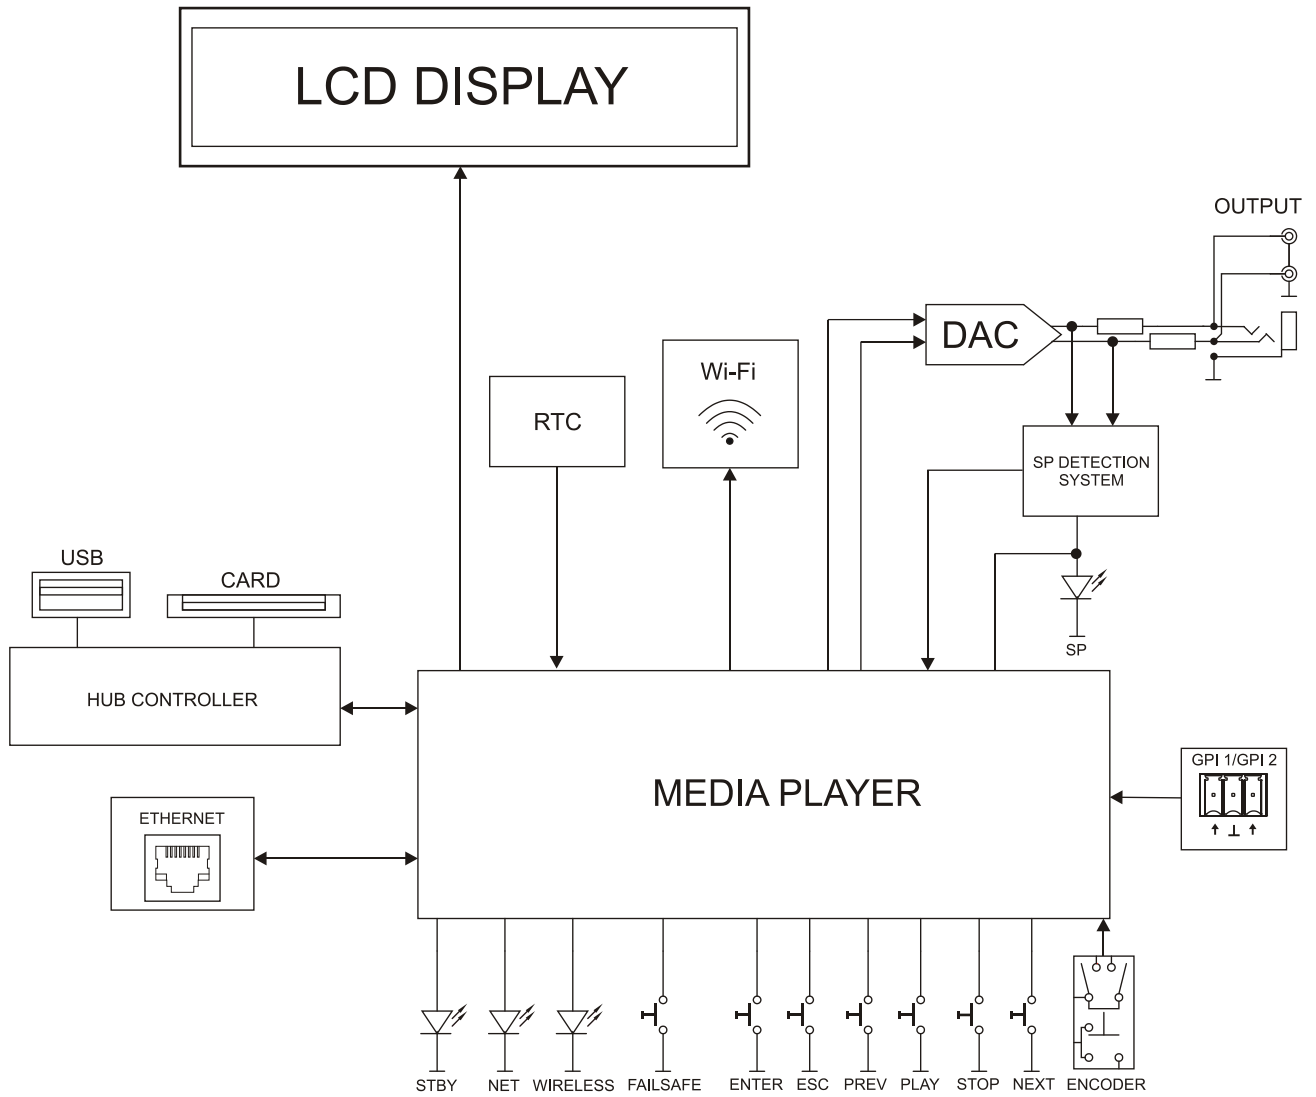 LCD DISPLAY
OUTPUT
DAC
Wi-Fi
RTC
SP DETECTION
SYSTEM
USB
CARD
SP
HUB CONTROLLER
GPI 1/GPI 2
MEDIA PLAYER
ETHERNET
STBY NET WIRELESS FAILSAFE ENTER ESC PREV PLAY STOP NEXT ENCODER